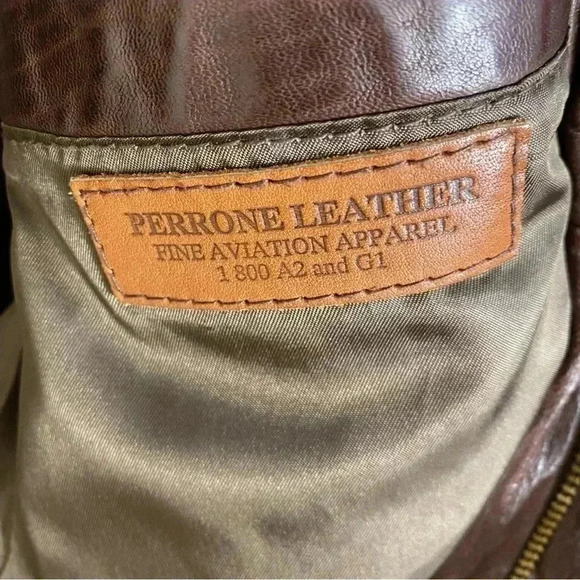 PERRONE LEATHER
FINE AVIATION APPAREL
1 800 A2 and G1